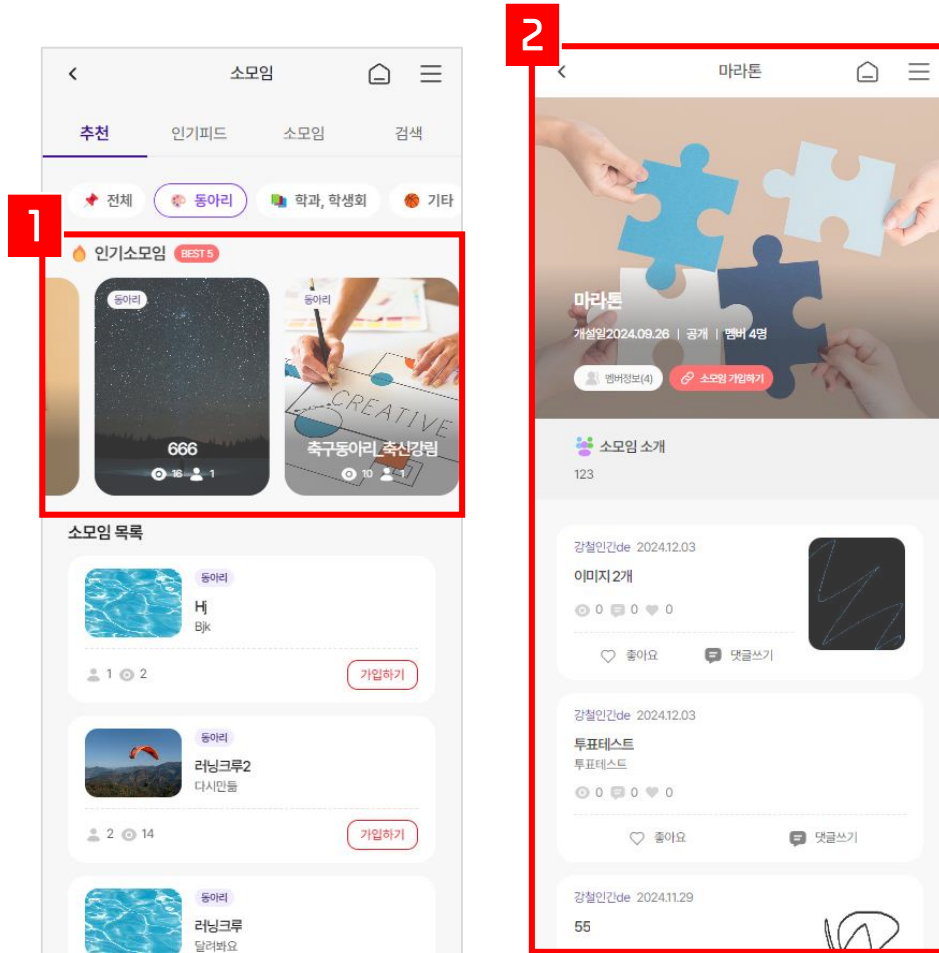 1
소모임
추천 인기피드 소모임 검색
전체 동아리 학과, 학생회 기타
인기소모임 BEST 5
동아리 동아리
CREATIVE
666 축구동아리_축신강림
16 1 10 1
소모임 목록
동아리
Hj
Bjk
1 2 가입하기
동아리
러닝크루2
다시만듦
2 14 가입하기
동아리
러닝크루
달려봐요
2
마라톤
마라톤
개설일2024.09.26 | 공개 | 멤버 4명
멤버정보(4) 소모임 가입하기
소모임 소개
123
강철인간de 2024.12.03
이미지 2개
0 0 0
좋아요 댓글쓰기
강철인간de 2024.12.03
투표테스트
투표테스트
0 0 0
좋아요 댓글쓰기
강철인간de 2024.11.29
55